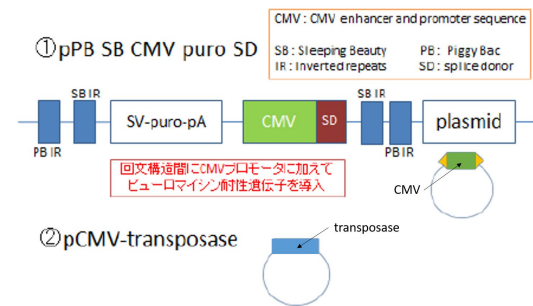 CMV : CMV enhancer and promoter sequence
SB : Sleeping Beauty PB: Piggy Bac
IR : Inverted repeats SD : splice donor
①pPB SB CMV puro SD
SB IR
SB IR
SV-puro-pA
CMV
SD
plasmid
PB IR
PB IR
回文構造間にCMVプロモータに加えて
ピューロマイシン耐性遺伝子を導入
CMV
②pCMV-transposase
transposase